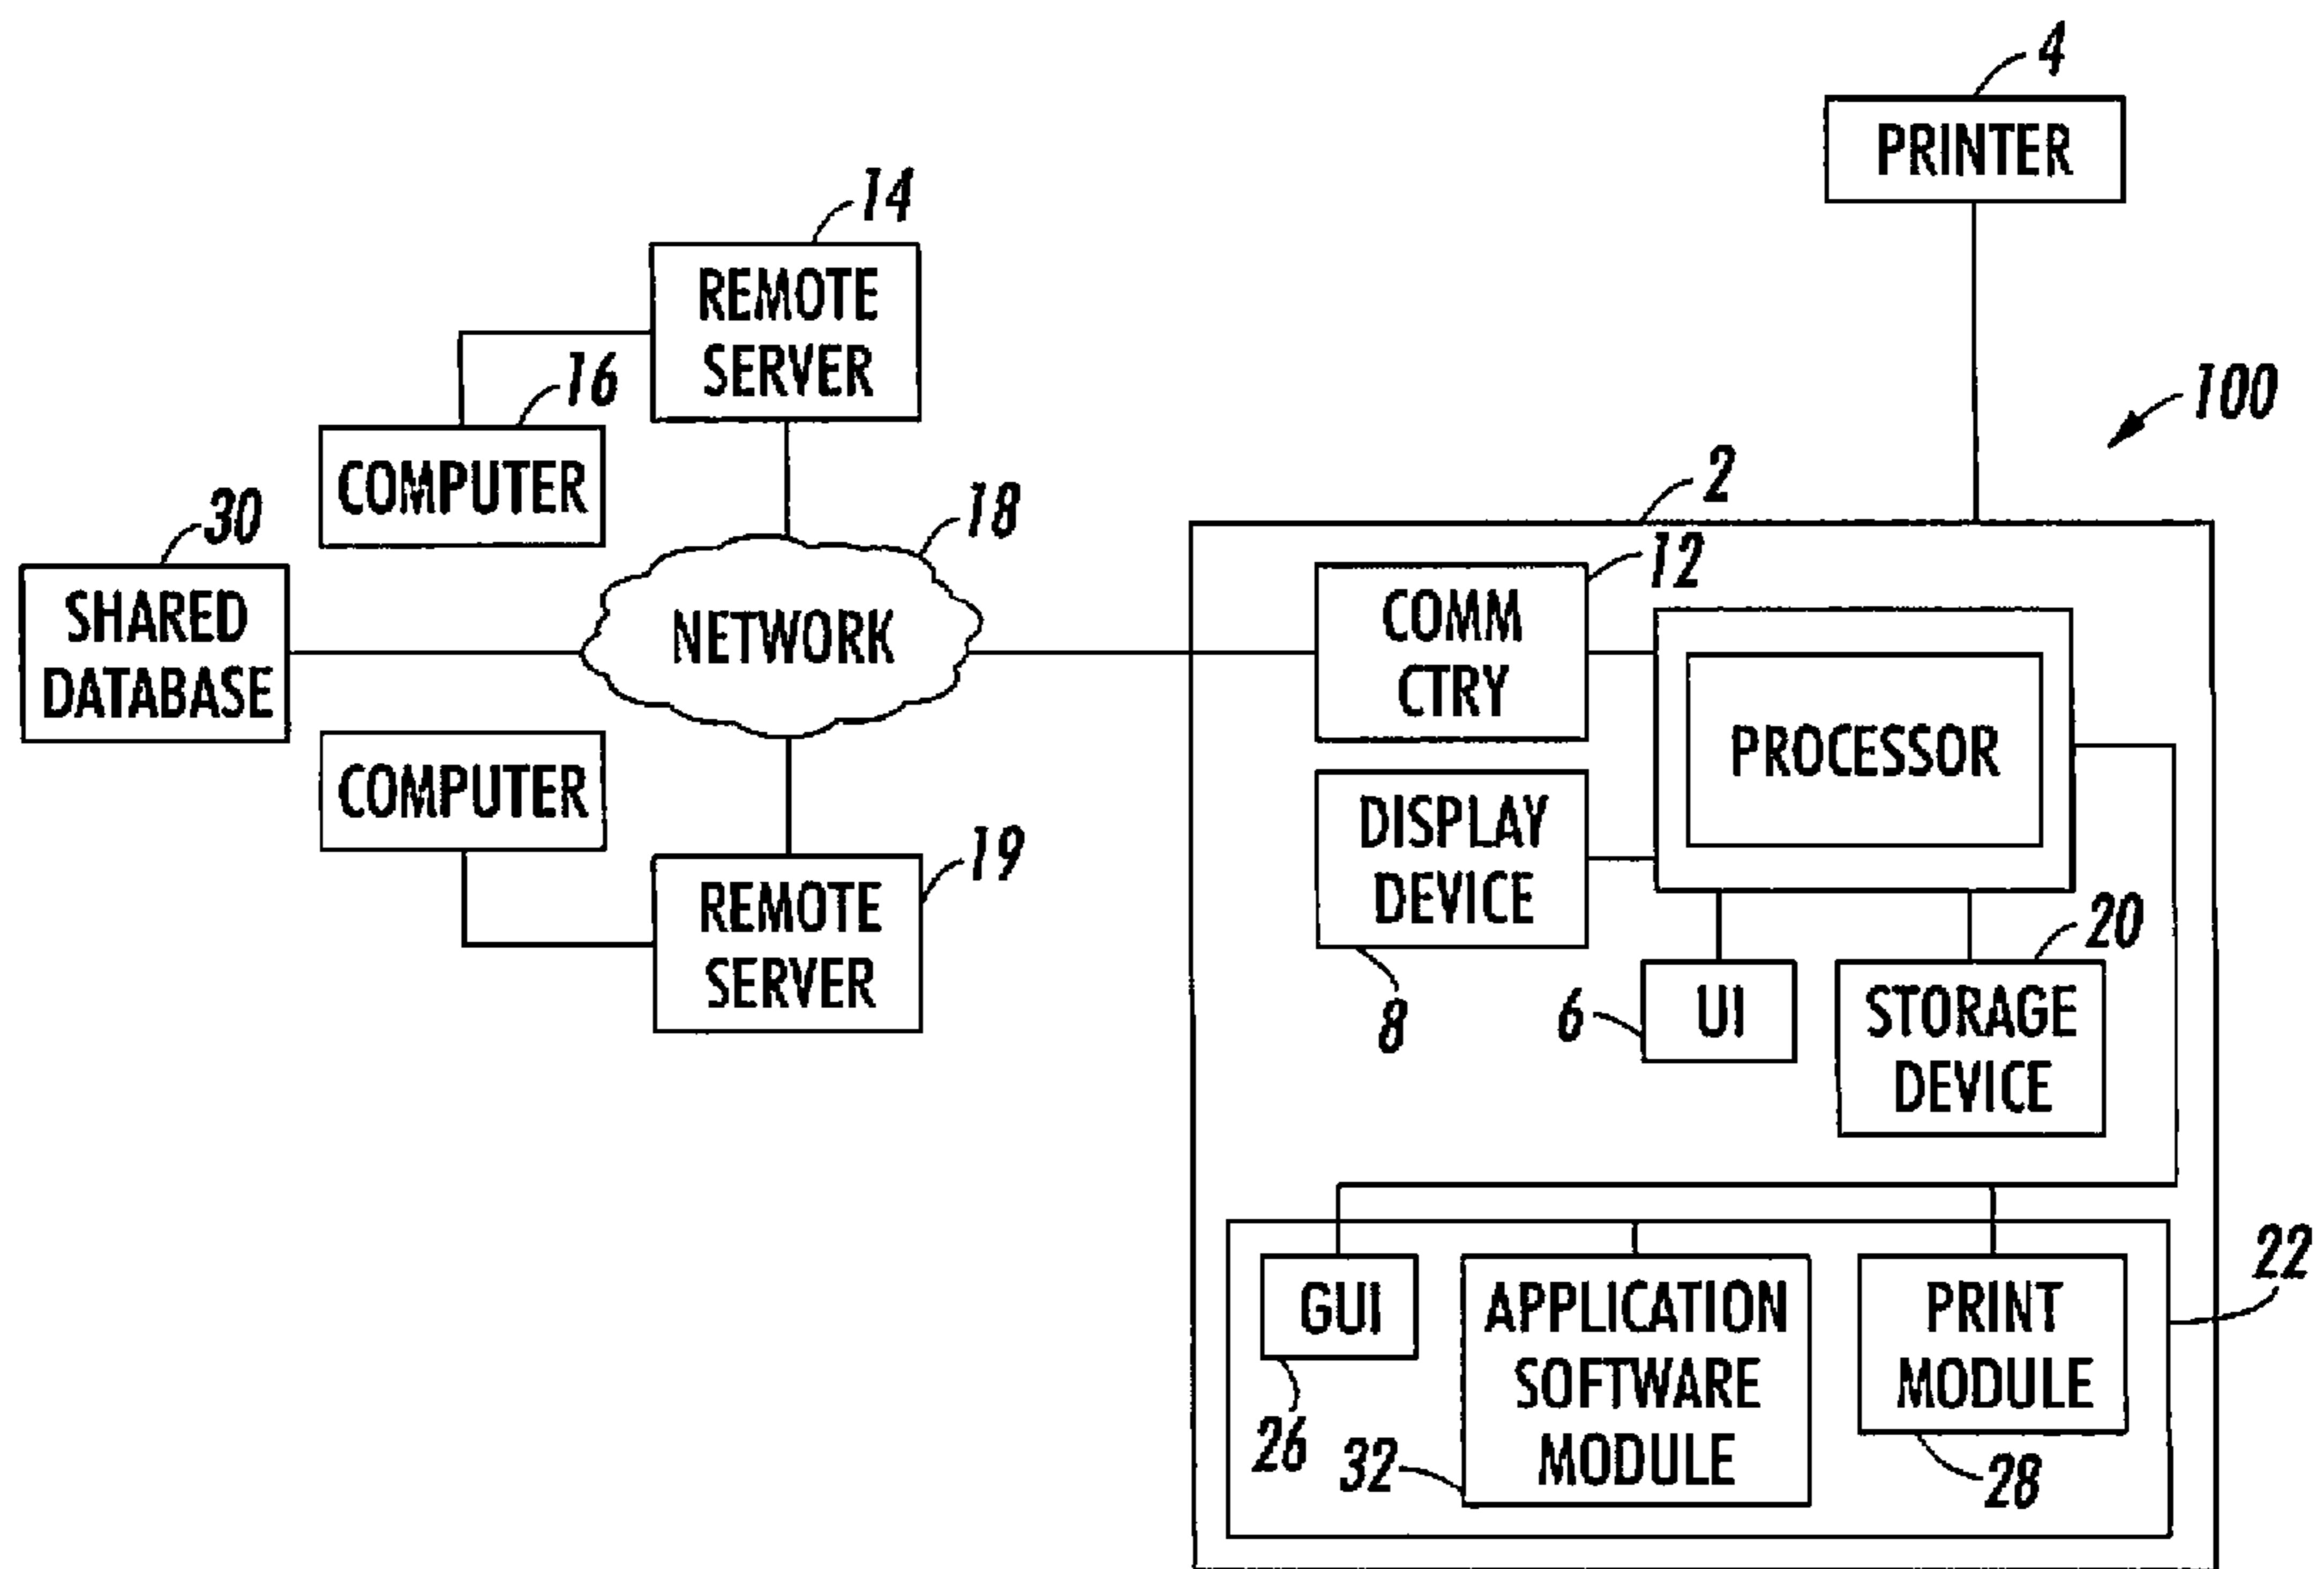 4
PRINTER
14
REMOTE
SERVER
16
COMPUTER
100
30
SHARED
DATABASE
18
NETWORK
2
12
COMM
CTRY
PROCESSOR
COMPUTER
DISPLAY
DEVICE
8
19
REMOTE
SERVER
6
UI
20
STORAGE
DEVICE
22
GUI
26
APPLICATION
SOFTWARE
MODULE
32
PRINT
MODULE
28